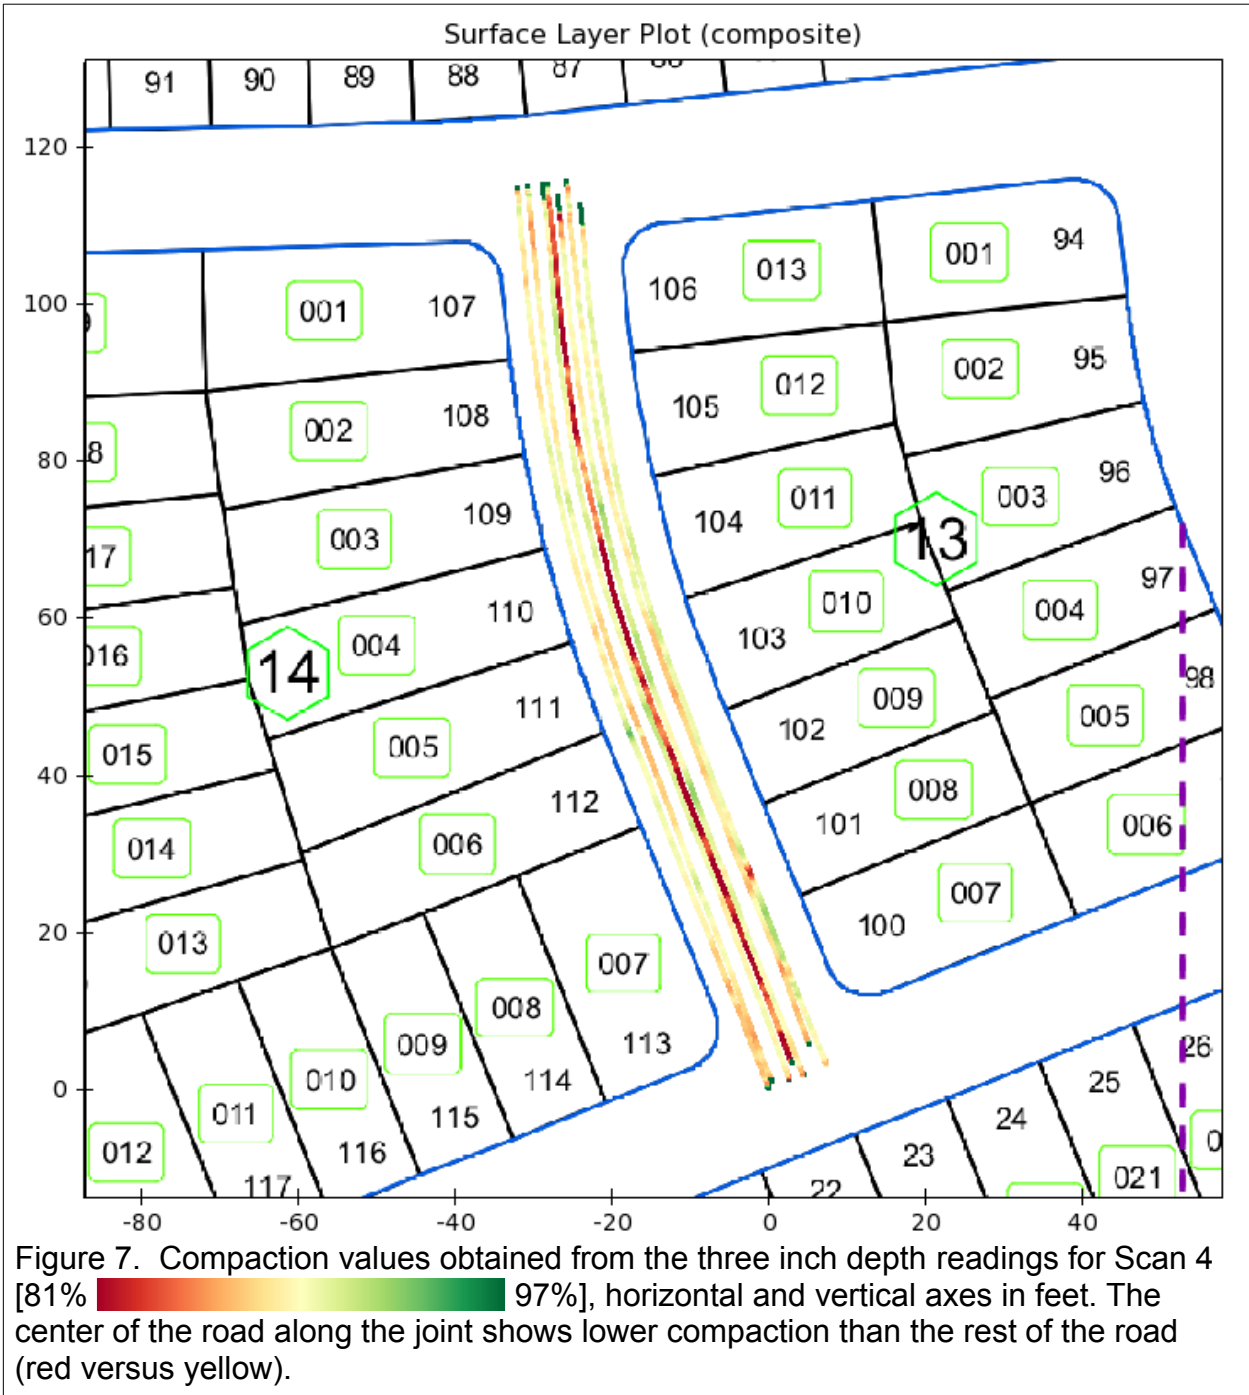 Surface Layer Plot (composite)
91 90 89 88 87
120
100
80
60
40
20
0
-80 -60 -40 -20 0 20 40
001 107
002 108
003 109
004 110
14
005 111
006 112
007 113
008 114
009 115
010 116
011 117
012
013
014
015
016
17
8
106 013 001 94
105 012 002 95
104 011 003 96
13
103 010 004 97
102 009 005 98
101 008 006
100 007
26
25
24
23
22
021
0
Figure 7. Compaction values obtained from the three inch depth readings for Scan 4
[81% 97%], horizontal and vertical axes in feet. The
center of the road along the joint shows lower compaction than the rest of the road
(red versus yellow).